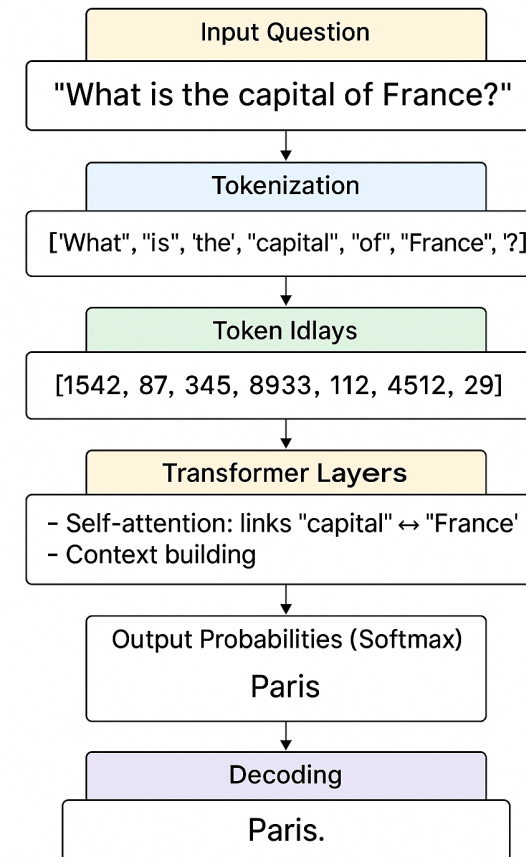 Input Question
"What is the capital of France?"
Tokenization
['What", "is", 'the', "capital", "of", "France", '?]
Token Idlays
[1542, 87, 345, 8933, 112, 4512, 29]
Transformer Layers
- Self-attention: links "capital" ↔ "France'
- Context building
Output Probabilities (Softmax)
Paris
Decoding
Paris.